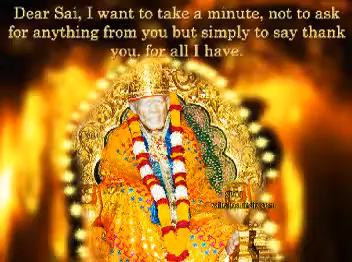 Dear Sai, I want to take a minute, not to ask
for anything from you but simply to say thank
you, for all I have.